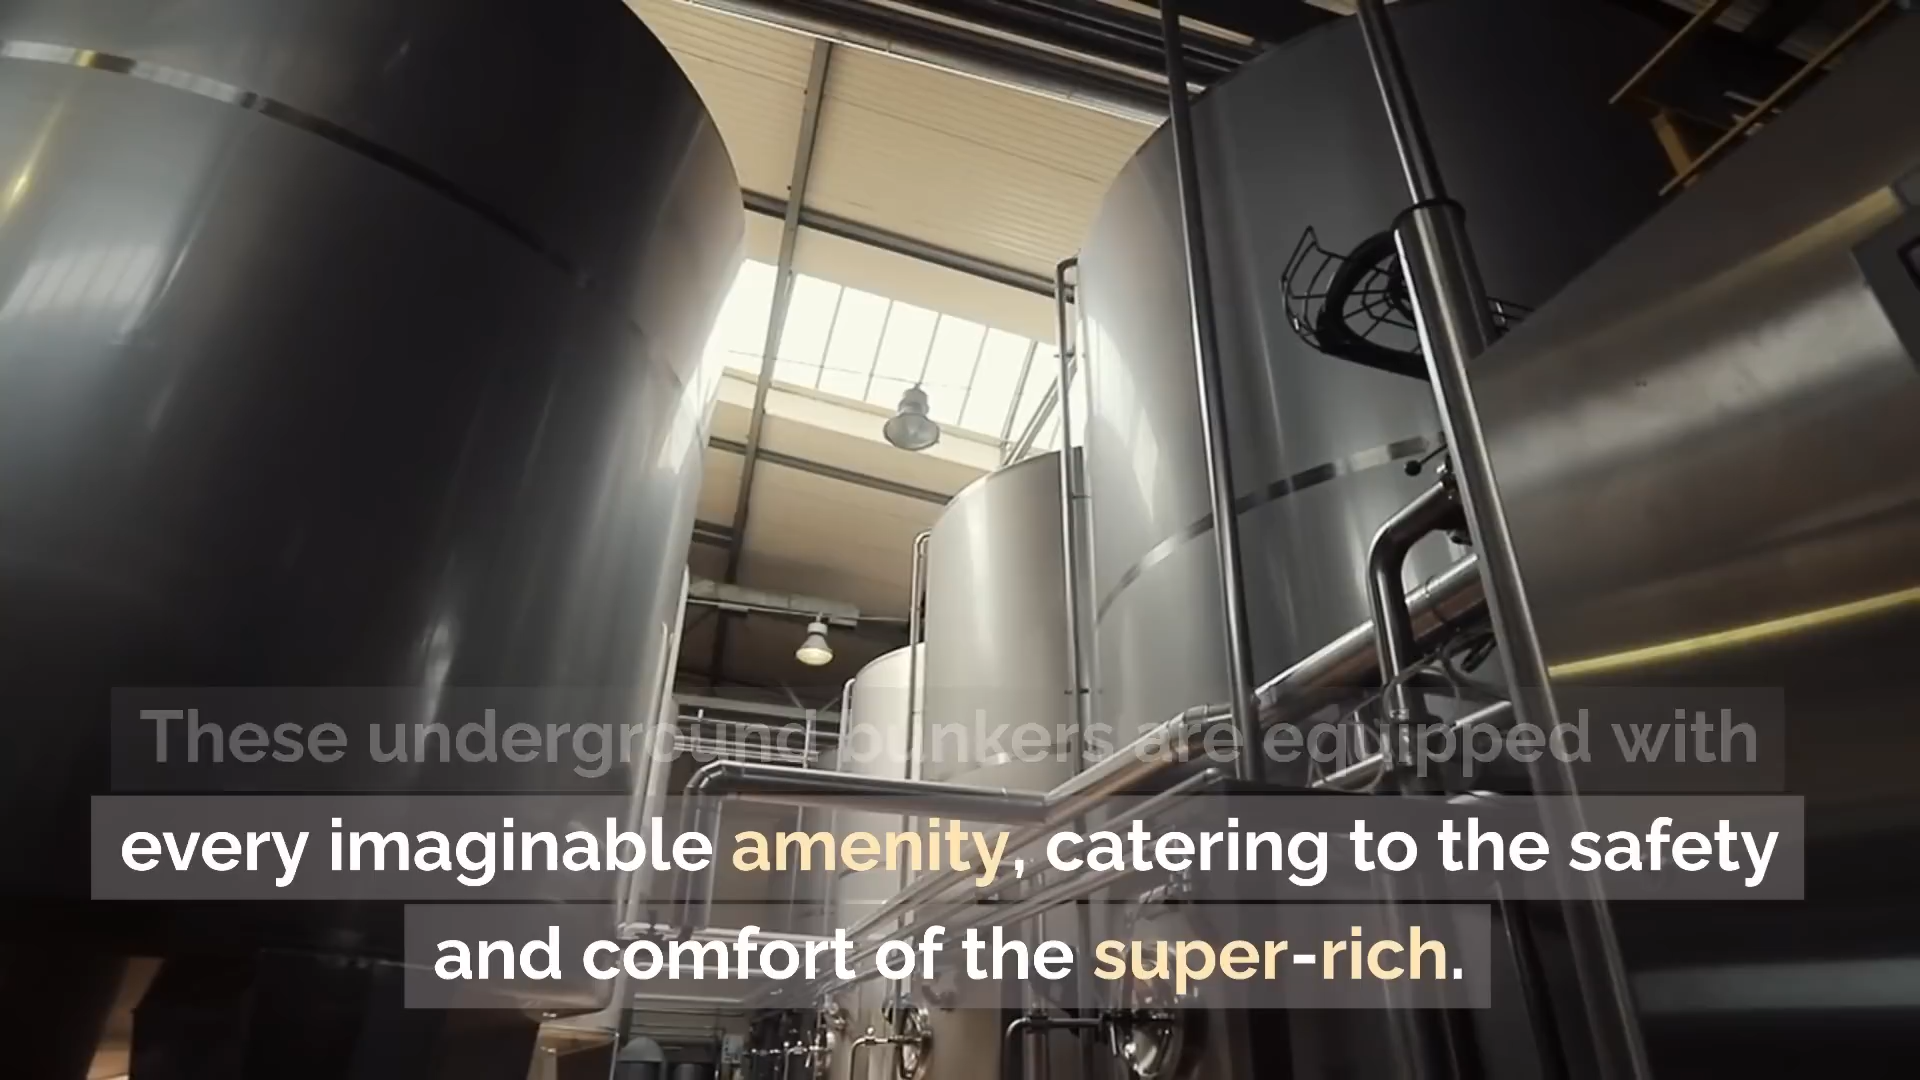 These underground bunkers are equipped with
every imaginable amenity, catering to the safety
and comfort of the super-rich.